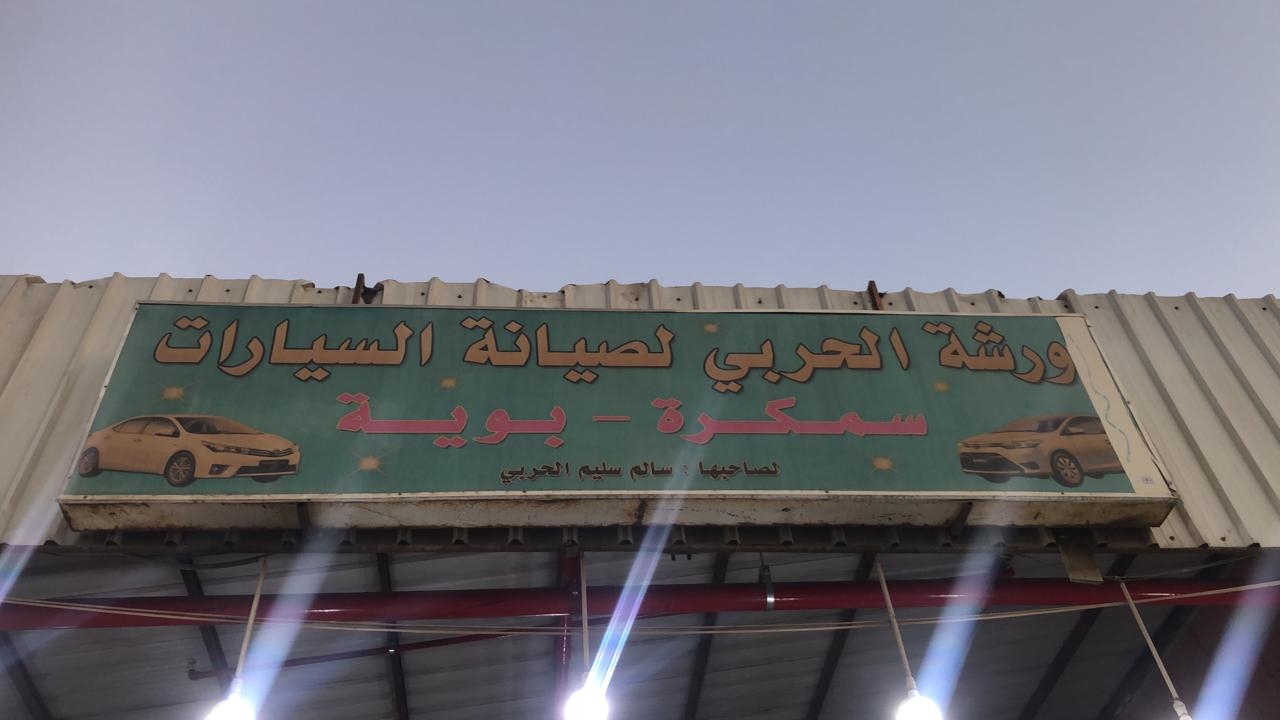 ورشة الحربي لصيانة السيارات
سمكرة - بوية
لصاحبها : سالم سليم الحربي